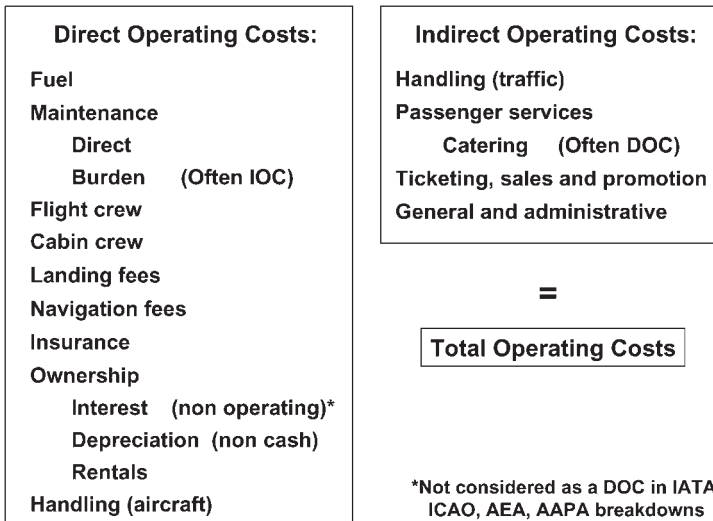 Direct Operating Costs:
Fuel
Maintenance
Direct
Burden (Often IOC)
Flight crew
Cabin crew
Landing fees
Navigation fees
Insurance
Ownership
Interest (non operating)*
Depreciation (non cash)
Rentals
Handling (aircraft)
Indirect Operating Costs:
Handling (traffic)
Passenger services
Catering (Often DOC)
Ticketing, sales and promotion
General and administrative
=
Total Operating Costs
*Not considered as a DOC in IATA
ICAO, AEA, AAPA breakdowns